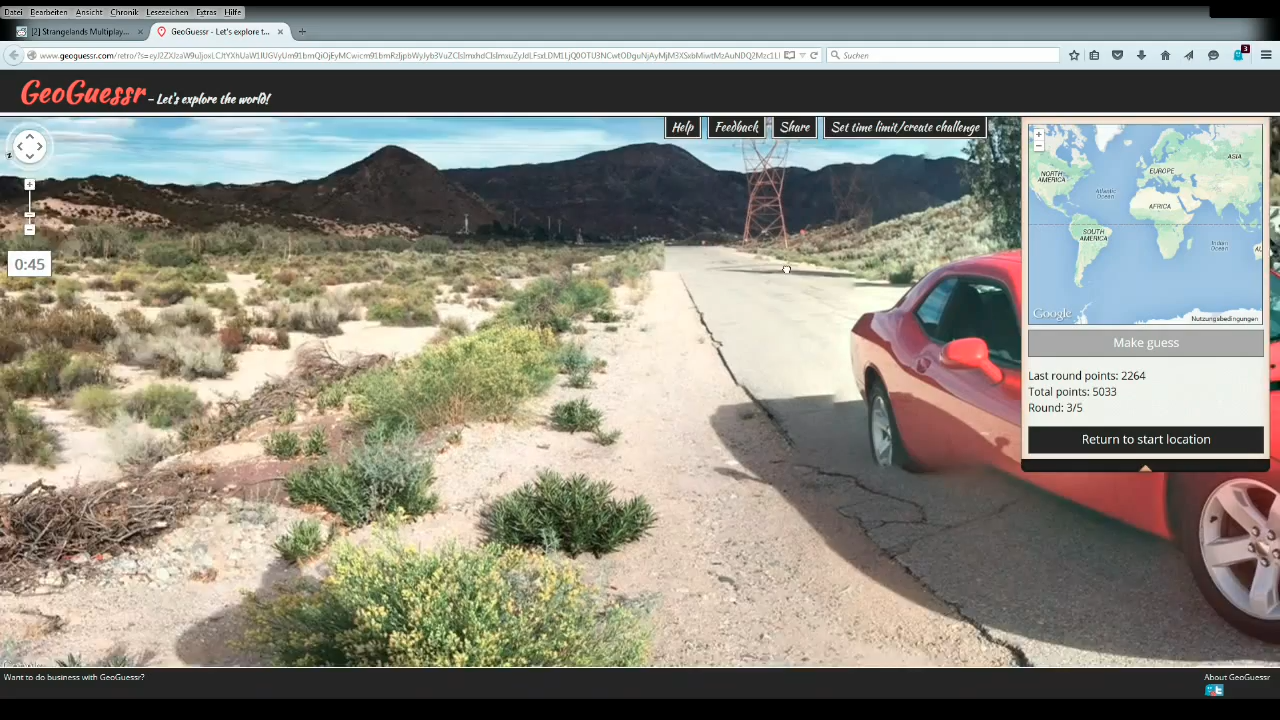 Datei Bearbeiten Ansicht Chronik Lesezeichen Extras Hilfe
[2] Strangelands Multiplay...
GeoGuessr - Let's explore t...
Suchen
3
GeoGuessr - Let's explore the world!
Help Feedback Share Set time limit/create challenge
0:45
NORTH AMERICA
Atlantic Ocean
EUROPE
ASIA
AFRICA
SOUTH AMERICA
Indian Ocean
Google
Nutzungsbedingungen
Make guess
Last round points: 2264
Total points: 5033
Round: 3/5
Return to start location
Want to do business with GeoGuessr?
About GeoGuessr